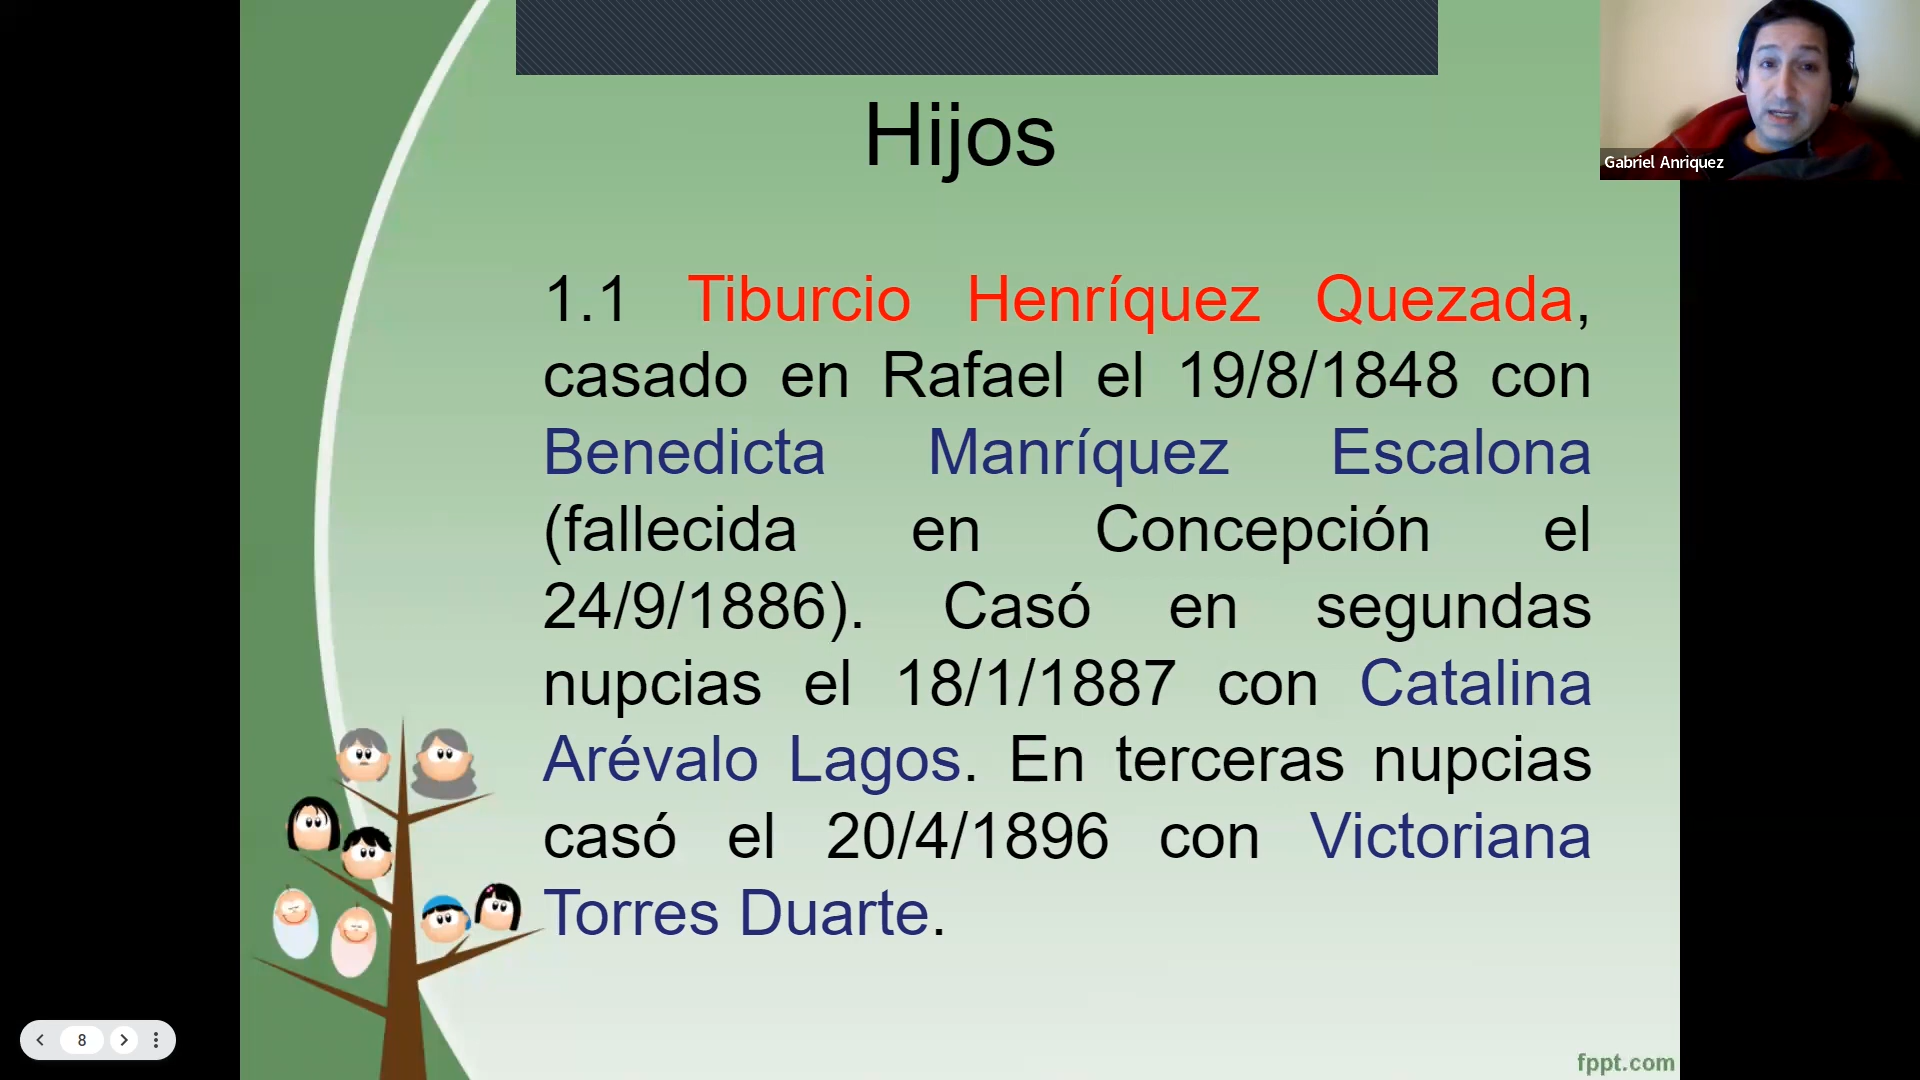 Hijos
Gabriel Anriquez
1.1 Tiburcio Henríquez Quezada,
casado en Rafael el 19/8/1848 con
Benedicta Manríquez Escalona
(fallecida en Concepción el
24/9/1886). Casó en segundas
nupcias el 18/1/1887 con Catalina
Arévalo Lagos. En terceras nupcias
casó el 20/4/1896 con Victoriana
Torres Duarte.
8
fppt.com